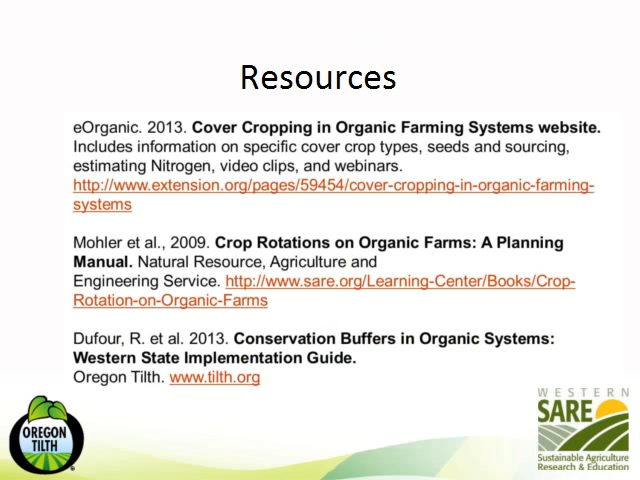 Resources
eOrganic. 2013. Cover Cropping in Organic Farming Systems website.
Includes information on specific cover crop types, seeds and sourcing,
estimating Nitrogen, video clips, and webinars.
http://www.extension.org/pages/59454/cover-cropping-in-organic-farming-
systems
Mohler et al., 2009. Crop Rotations on Organic Farms: A Planning
Manual. Natural Resource, Agriculture and
Engineering Service. http://www.sare.org/Learning-Center/Books/Crop-
Rotation-on-Organic-Farms
Dufour, R. et al. 2013. Conservation Buffers in Organic Systems:
Western State Implementation Guide.
Oregon Tilth. www.tilth.org
OREGON
TILTH
®
WESTERN
SARE
Sustainable Agriculture
Research & Education